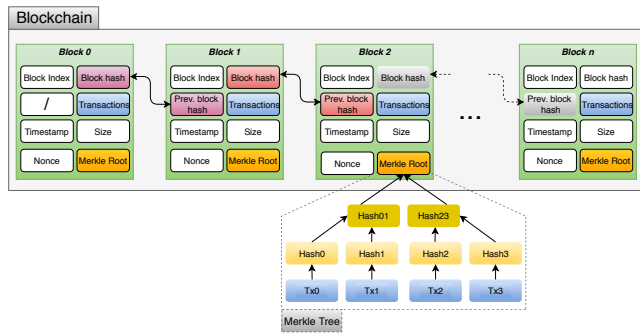 Blockchain
Block 0
Block Index Block hash
/ Transactions
Timestamp Size
Nonce Merkle Root
Block 1
Block Index Block hash
Prev. block
hash
Transactions
Timestamp Size
Nonce Merkle Root
Block 2
Block Index Block hash
Prev. block
hash
Transactions
Timestamp Size
Nonce Merkle Root
...
Block n
Block Index Block hash
Prev. block
hash
Transactions
Timestamp Size
Nonce Merkle Root
Hash01 Hash23
Hash0 Hash1 Hash2 Hash3
Tx0 Tx1 Tx2 Tx3
Merkle Tree